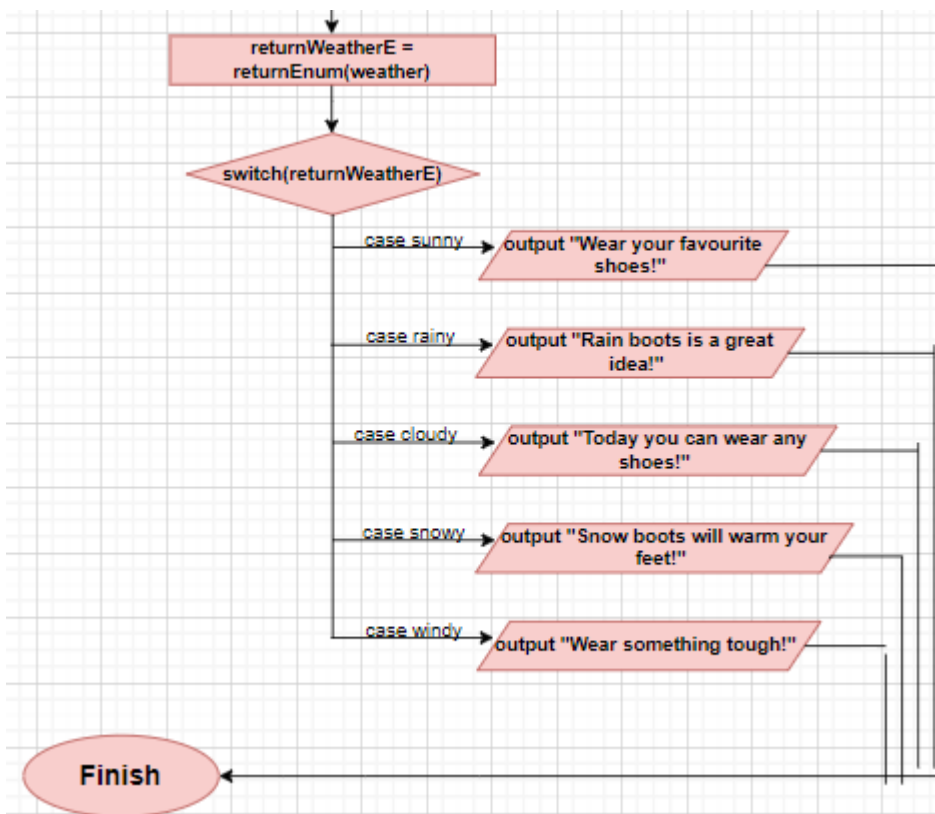 returnWeatherE =
returnEnum(weather)
switch(returnWeatherE)
case sunny
output "Wear your favourite
shoes!"
case rainy
output "Rain boots is a great
idea!"
case cloudy
output "Today you can wear any
shoes!"
case snowy
output "Snow boots will warm your
feet!"
case windy
output "Wear something tough!"
Finish